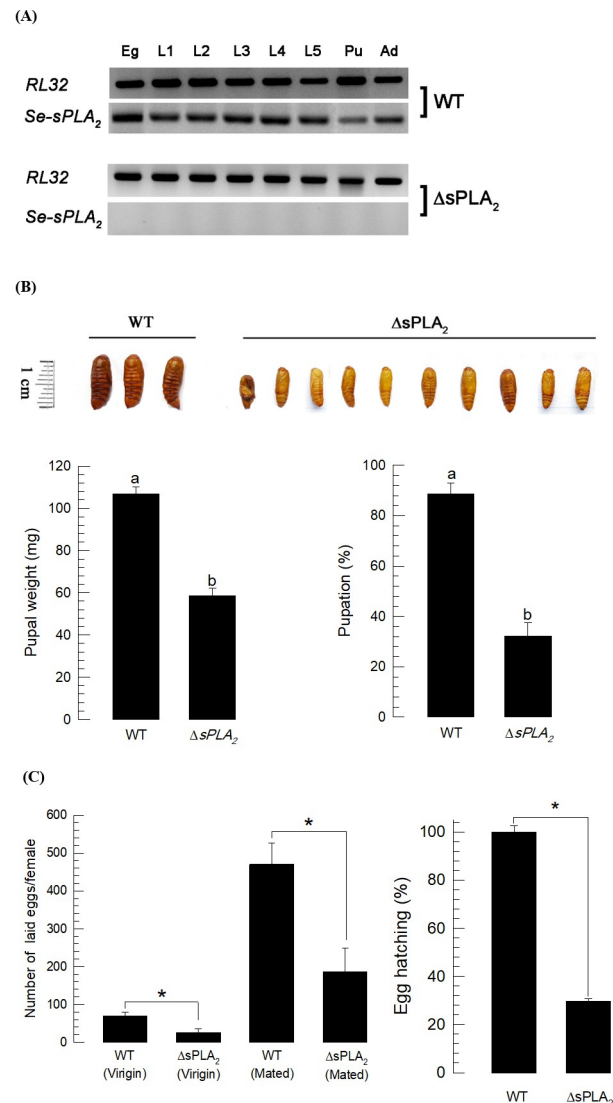 (A)
Eg L1 L2 L3 L4 L5 Pu Ad
RL32
Se-sPLA2
WT
RL32
Se-sPLA2
ΔsPLA2
(B)
WT
ΔsPLA2
1 cm
Pupal weight (mg)
120
100
80
60
40
20
0
a
b
WT ΔsPLA2
Pupation (%)
100
80
60
40
20
0
a
b
WT ΔsPLA2
(C)
Number of laid eggs/female
600
500
400
300
200
100
0
*
*
WT ΔsPLA2 WT ΔsPLA2
(Virigin) (Virigin) (Mated) (Mated)
Egg hatching (%)
100
80
60
40
20
0
*
WT ΔsPLA2